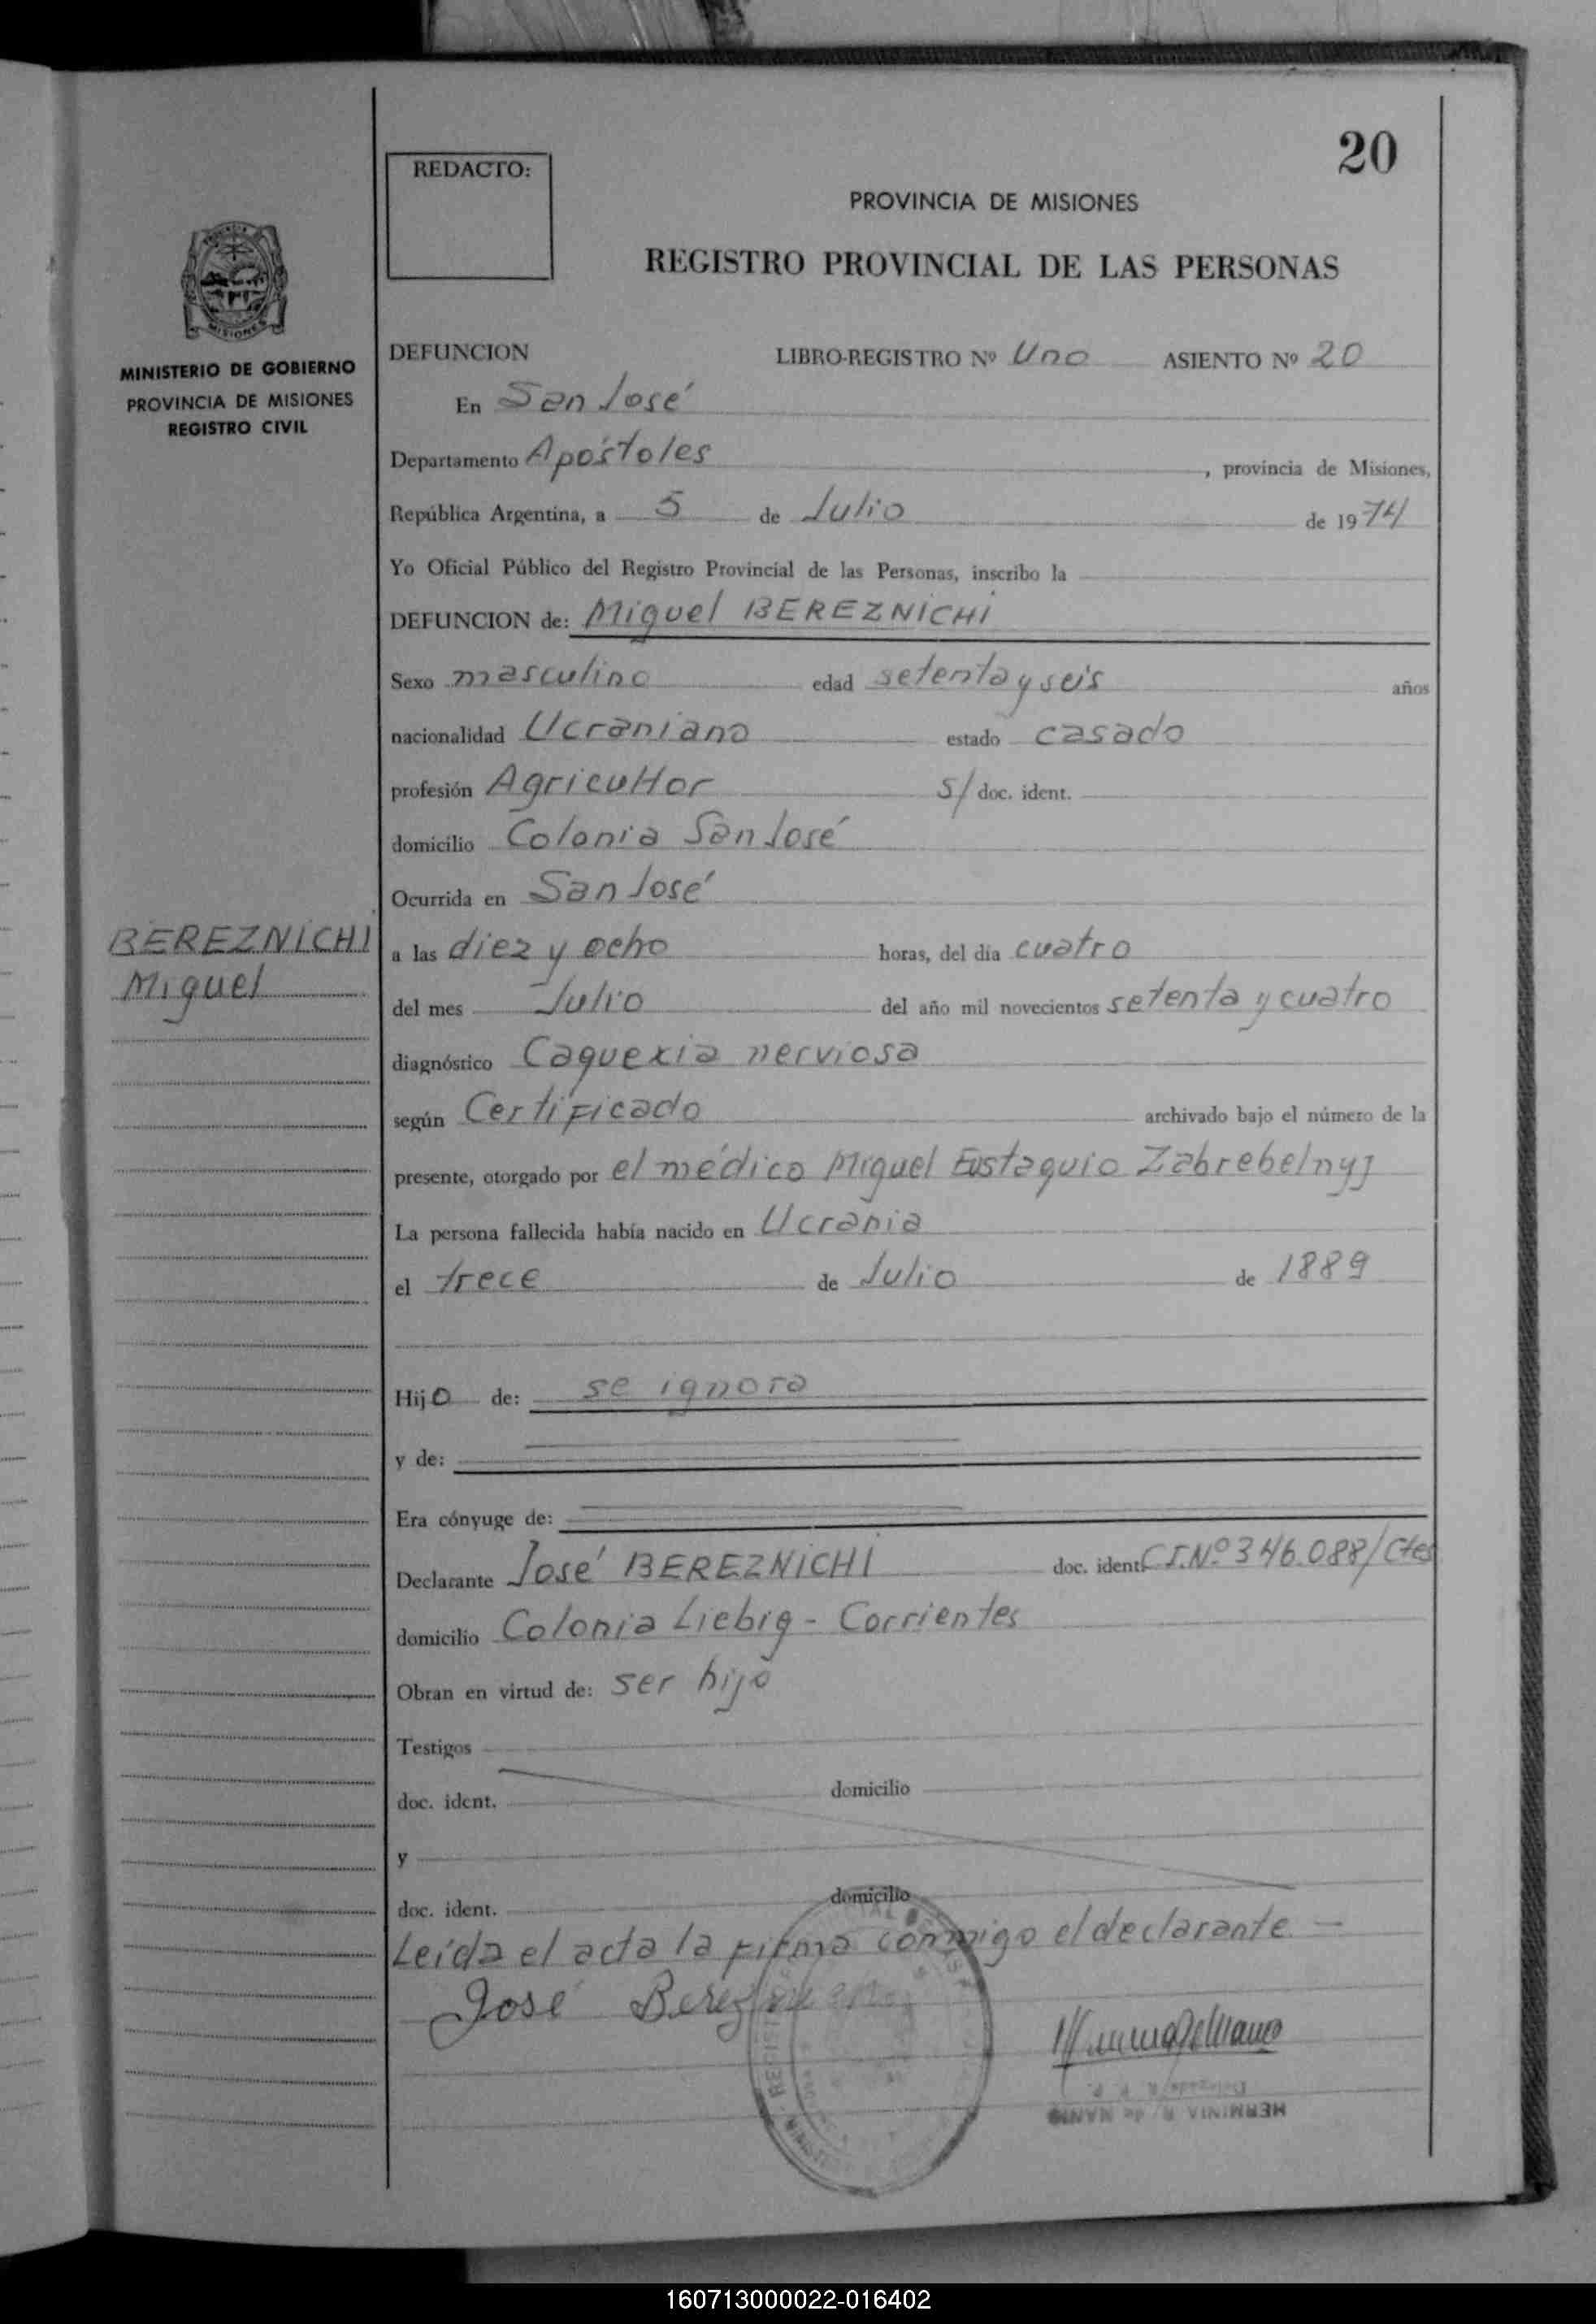 20
REDACTO:
PROVINCIA DE MISIONES
REGISTRO PROVINCIAL DE LAS PERSONAS
MISIONES
MINISTERIO DE GOBIERNO
PROVINCIA DE MISIONES
REGISTRO CIVIL
DEFUNCION LIBRO-REGISTRO Nº Uno ASIENTO Nº 20
En San José
Departamento Apóstoles, provincia de Misiones,
República Argentina, a 5 de Julio de 1974
Yo Oficial Público del Registro Provincial de las Personas, inscribo la
DEFUNCION de: Miguel BEREZNICHI
Sexo masculino edad setenta y seis años
nacionalidad Ucraniano estado casado
profesión Agricultor S/ doc. ident.
domicilio Colonia San José
Ocurrida en San José
BEREZNICHI
Miguel
a las diez y ocho horas, del día cuatro
del mes Julio del año mil novecientos setenta y cuatro
diagnóstico Caquexia nerviosa
según Certificado archivado bajo el número de la
presente, otorgado por el médico Miguel Eustaquio Zabrebelnyj
La persona fallecida había nacido en Ucrania
el trece de Julio de 1889
Hijo de: se ignora
y de:
Era cónyuge de:
Declarante José BEREZNICHI doc. ident. C.I.Nº 346.088/Ctes
domicilio Colonia Liebig - Corrientes
Obran en virtud de: ser hijo
Testigos
doc. ident. domicilio
y
doc. ident. domicilio
Leída el acta la firma conmigo el declarante -
José
HERMINIA R. de
160713000022-016402